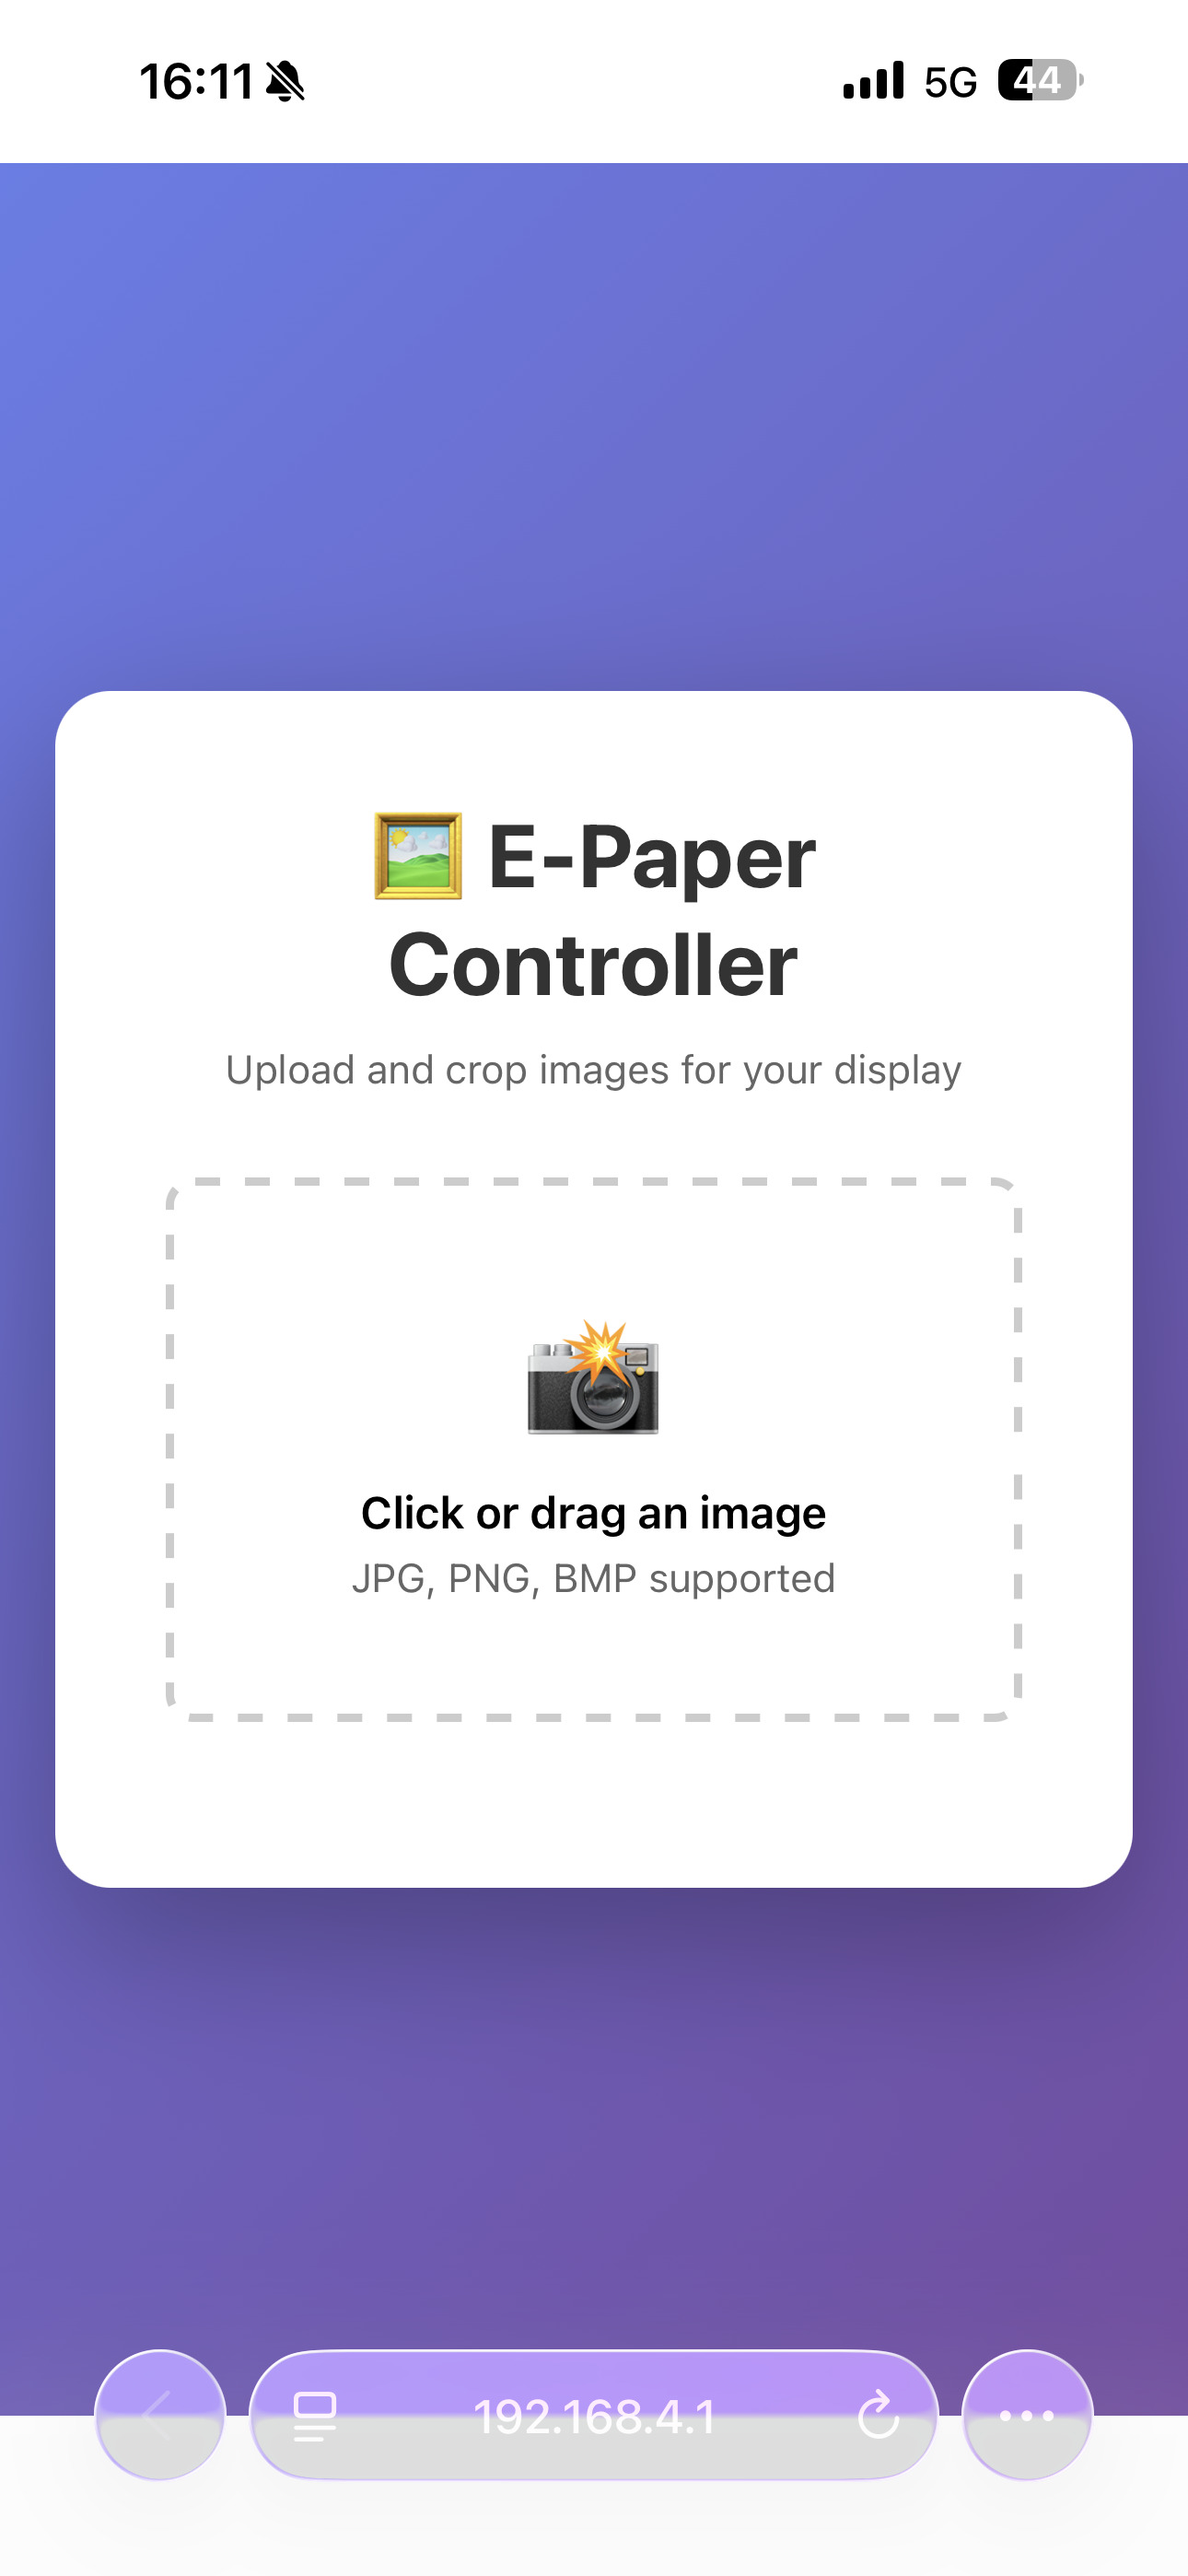 16:11
5G
44
E-Paper
Controller
Upload and crop images for your display
Click or drag an image
JPG, PNG, BMP supported
192.168.4.1